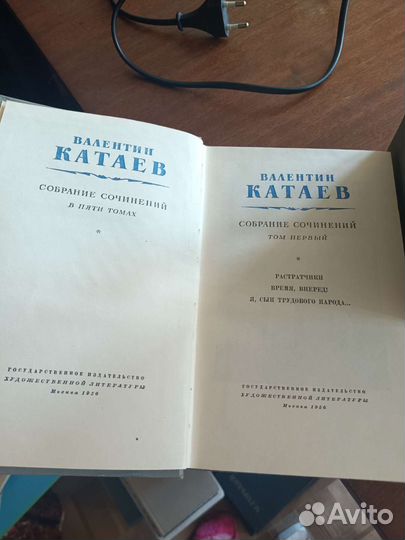 ВАЛЕНТИН
КАТАЕВ
СОБРАНИЕ СОЧИНЕНИЙ
В ПЯТИ ТОМАХ
*
ГОСУДАРСТВЕННОЕ ИЗДАТЕЛЬСТВО
ХУДОЖЕСТВЕННОЙ ЛИТЕРАТУРЫ
Москва 1956
ВАЛЕНТИН
КАТАЕВ
СОБРАНИЕ СОЧИНЕНИЙ
ТОМ ПЕРВЫЙ
*
РАСТРАТЧИКИ
ВРЕМЯ, ВПЕРЕД!
Я, СЫН ТРУДОВОГО НАРОДА...
ГОСУДАРСТВЕННОЕ ИЗДАТЕЛЬСТВО
ХУДОЖЕСТВЕННОЙ ЛИТЕРАТУРЫ
Москва 1956
Avito